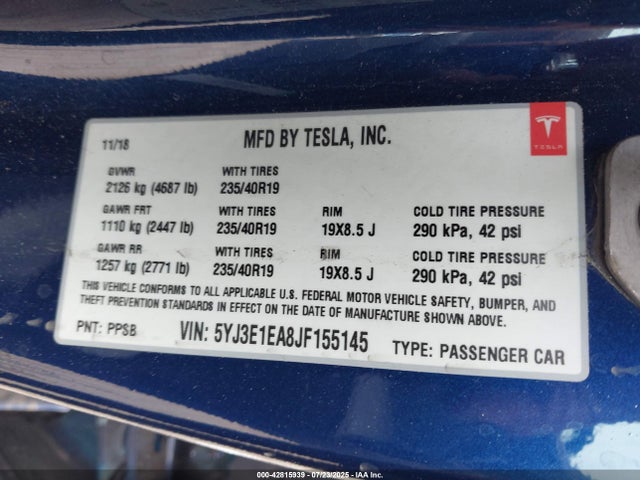 11/18 MFD BY TESLA, INC.
TESLA
GVWR WITH TIRES
2126 kg (4687 lb) 235/40R19
GAWR FRT WITH TIRES RIM COLD TIRE PRESSURE
1110 kg (2447 lb) 235/40R19 19X8.5 J 290 kPa, 42 psi
GAWR RR WITH TIRES RIM COLD TIRE PRESSURE
1257 kg (2771 lb) 235/40R19 19X8.5 J 290 kPa, 42 psi
THIS VEHICLE CONFORMS TO ALL APPLICABLE U.S. FEDERAL MOTOR VEHICLE SAFETY, BUMPER, AND
THEFT PREVENTION STANDARDS IN EFFECT ON THE DATE OF MANUFACTURE SHOWN ABOVE.
PNT: PPSB VIN: 5YJ3E1EA8JF155145 TYPE: PASSENGER CAR
000-42815939 - 07/23/2025 - Copyright: IAA, Inc.